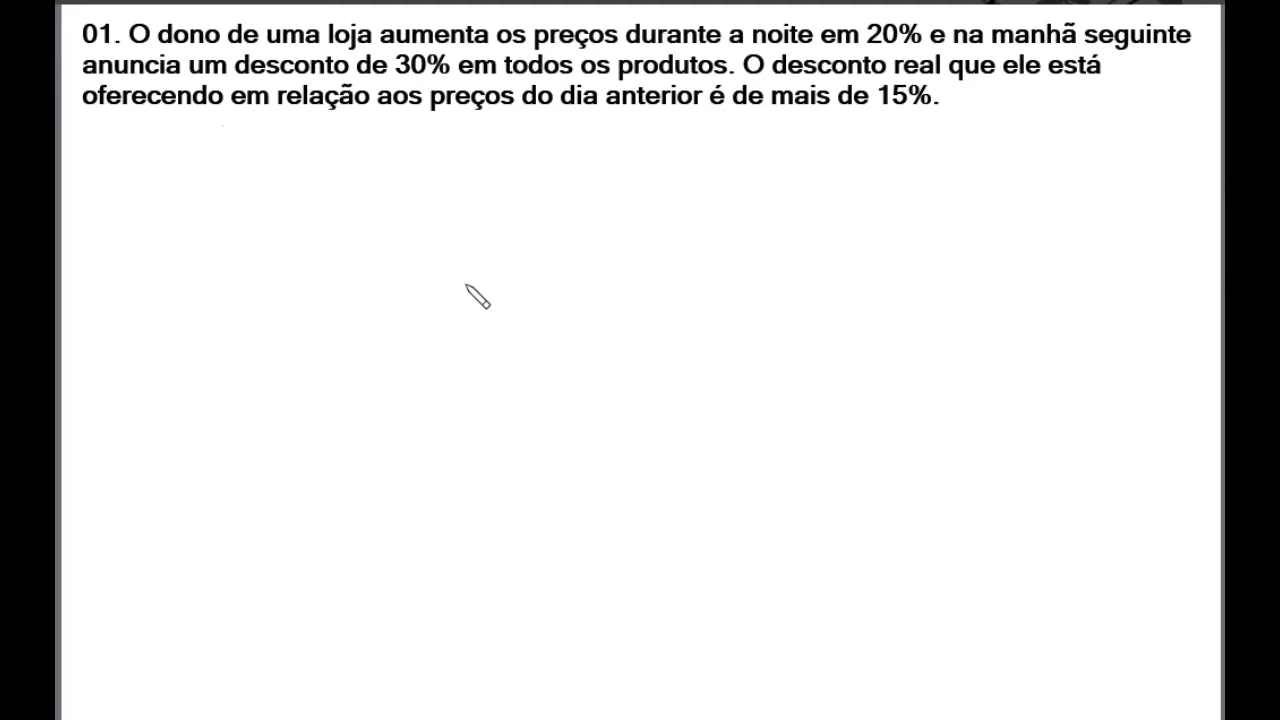 01. O dono de uma loja aumenta os preços durante a noite em 20% e na manhã seguinte
anuncia um desconto de 30% em todos os produtos. O desconto real que ele está
oferecendo em relação aos preços do dia anterior é de mais de 15%.